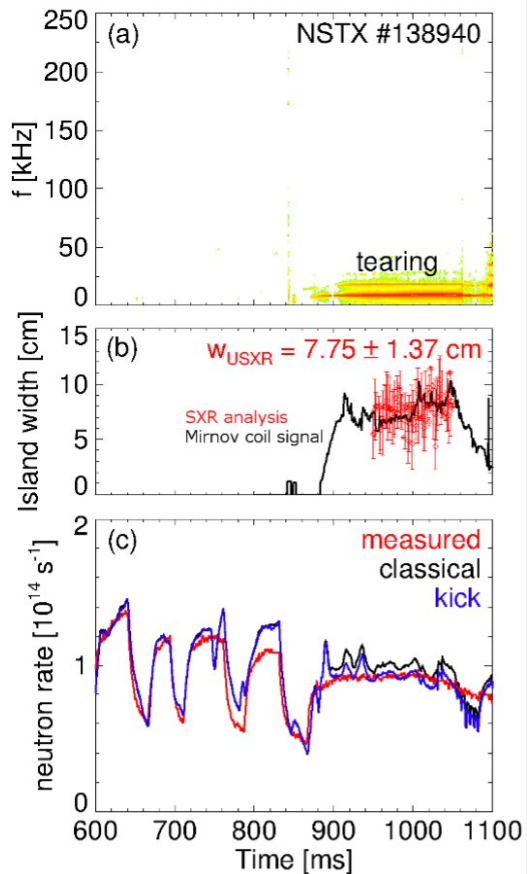 (a) NSTX #138940
250
200
150
100
50
0
f [kHz]
tearing
(b) w_USXR = 7.75 ± 1.37 cm
15
10
5
0
Island width [cm]
SXR analysis
Mirnov coil signal
(c) measured
classical
kick
2
1
0
neutron rate [10^14 s^-1]
600 700 800 900 1000 1100
Time [ms]